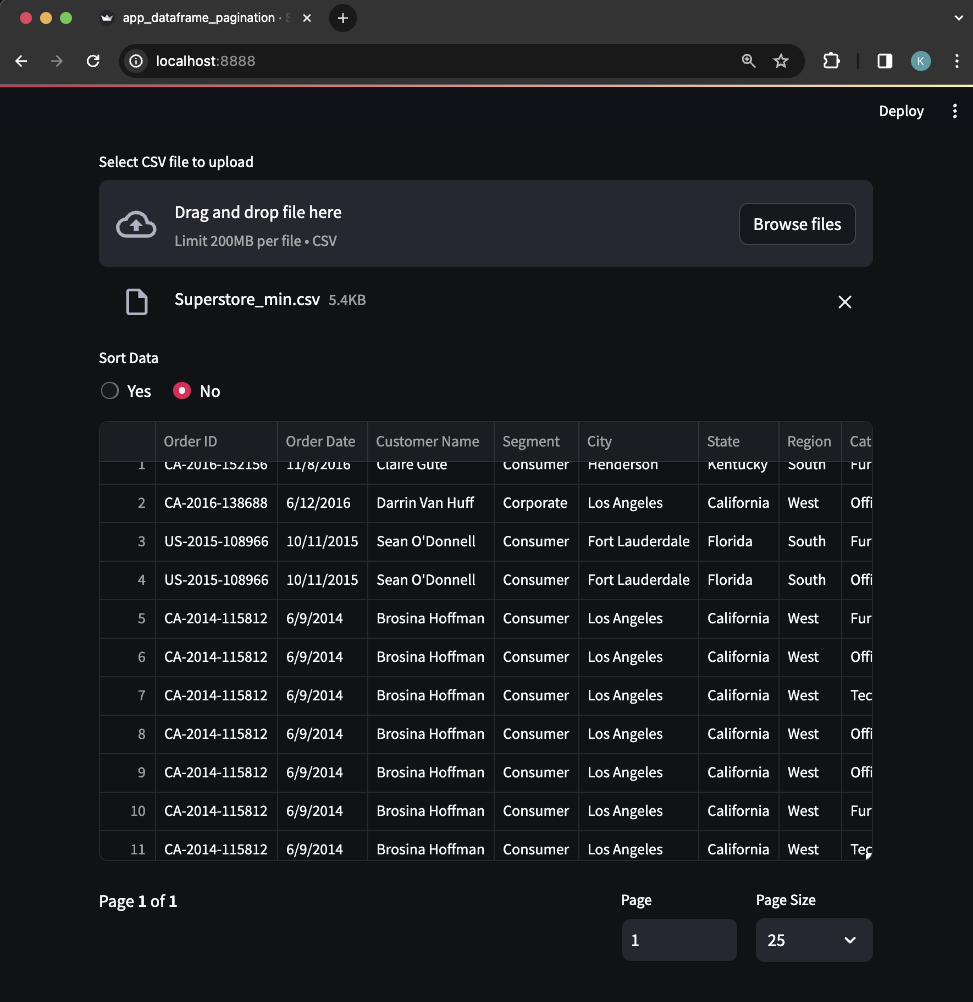 app_dataframe_pagination ·
localhost:8888
K
Deploy
Select CSV file to upload
Drag and drop file here
Limit 200MB per file • CSV
Browse files
Superstore_min.csv 5.4KB
Sort Data
Yes No
Order ID Order Date Customer Name Segment City State Region Cat
1 CA-2016-152156 11/8/2016 Claire Gute Consumer Henderson Kentucky South Fur
2 CA-2016-138688 6/12/2016 Darrin Van Huff Corporate Los Angeles California West Offi
3 US-2015-108966 10/11/2015 Sean O'Donnell Consumer Fort Lauderdale Florida South Fur
4 US-2015-108966 10/11/2015 Sean O'Donnell Consumer Fort Lauderdale Florida South Offi
5 CA-2014-115812 6/9/2014 Brosina Hoffman Consumer Los Angeles California West Fur
6 CA-2014-115812 6/9/2014 Brosina Hoffman Consumer Los Angeles California West Offi
7 CA-2014-115812 6/9/2014 Brosina Hoffman Consumer Los Angeles California West Tec
8 CA-2014-115812 6/9/2014 Brosina Hoffman Consumer Los Angeles California West Offi
9 CA-2014-115812 6/9/2014 Brosina Hoffman Consumer Los Angeles California West Offi
10 CA-2014-115812 6/9/2014 Brosina Hoffman Consumer Los Angeles California West Fur
11 CA-2014-115812 6/9/2014 Brosina Hoffman Consumer Los Angeles California West Tec
Page 1 of 1
Page Page Size
1 25